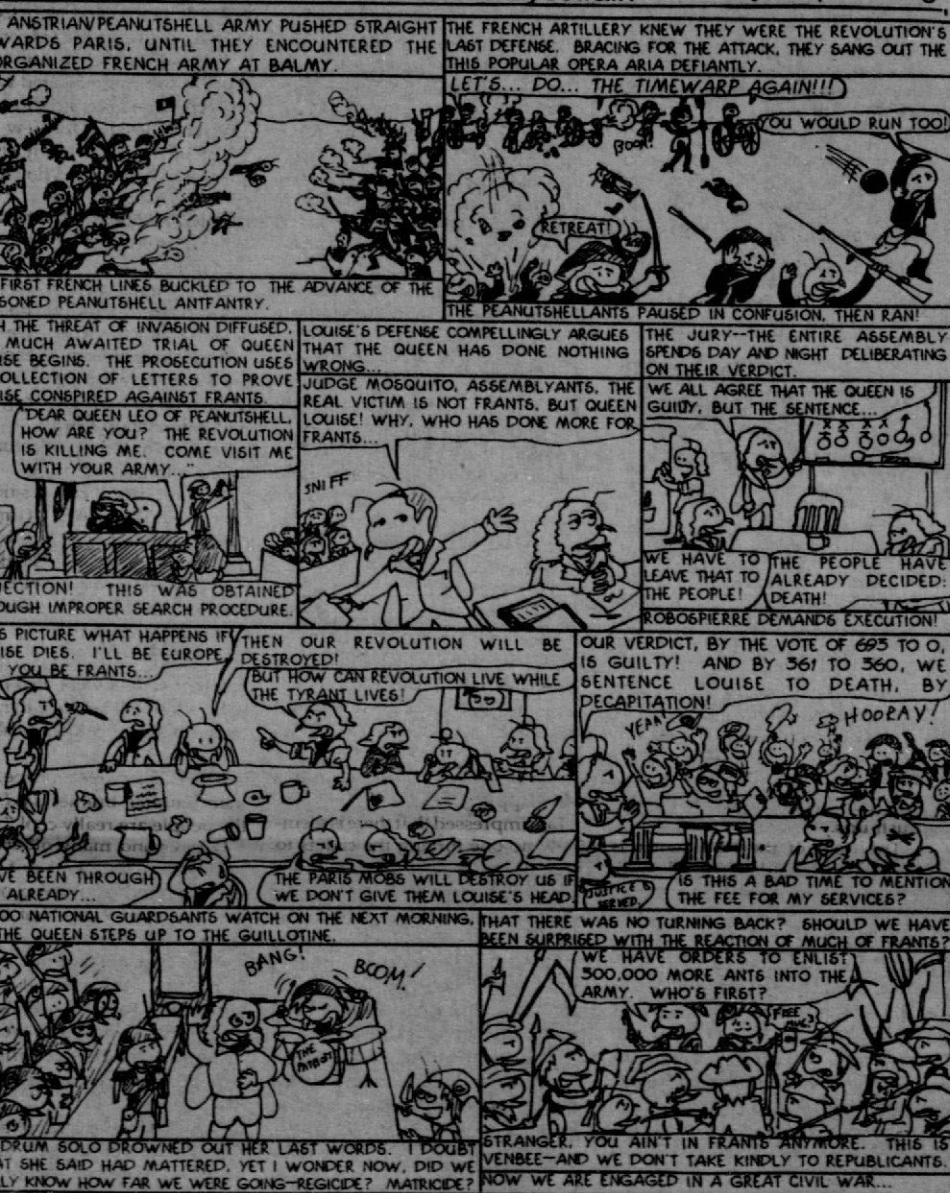 ANSTRIAN/PEANUTSHELL ARMY PUSHED STRAIGHT
WARDS PARIS, UNTIL THEY ENCOUNTERED THE
ORGANIZED FRENCH ARMY AT BALMY.
FIRST FRENCH LINES BUCKLED TO THE ADVANCE OF THE
SONED PEANUTSHELL ANTFANTRY.
THE FRENCH ARTILLERY KNEW THEY WERE THE REVOLUTION'S
LAST DEFENSE. BRACING FOR THE ATTACK, THEY SANG OUT THE
THIS POPULAR OPERA ARIA DEFIANTLY.
LET'S... DO... THE TIMEWARP AGAIN!!!
BOOM!
YOU WOULD RUN TOO!
RETREAT!
THE PEANUTSHELLANTS PAUSED IN CONFUSION, THEN RAN!
H THE THREAT OF INVASION DIFFUSED,
MUCH AWAITED TRIAL OF QUEEN
ISE BEGINS. THE PROSECUTION USES
OLLECTION OF LETTERS TO PROVE
ISE CONSPIRED AGAINST FRANTS.
"DEAR QUEEN LEO OF PEANUTSHELL,
HOW ARE YOU? THE REVOLUTION
IS KILLING ME. COME VISIT ME
WITH YOUR ARMY..."
JECTION! THIS WAS OBTAINED
OUGH IMPROPER SEARCH PROCEDURE.
LOUISE'S DEFENSE COMPELLINGLY ARGUES
THAT THE QUEEN HAS DONE NOTHING
WRONG...
JUDGE MOSQUITO, ASSEMBLYANTS, THE
REAL VICTIM IS NOT FRANTS, BUT QUEEN
LOUISE! WHY, WHO HAS DONE MORE FOR
FRANTS...
SNIFF
THE JURY--THE ENTIRE ASSEMBLY
SPENDS DAY AND NIGHT DELIBERATING
ON THEIR VERDICT.
WE ALL AGREE THAT THE QUEEN IS
GUILTY, BUT THE SENTENCE...
WE HAVE TO
LEAVE THAT TO
THE PEOPLE!
THE PEOPLE HAVE
ALREADY DECIDED:
DEATH!
ROBOSPIERRE DEMANDS EXECUTION!
S PICTURE WHAT HAPPENS IF
ISE DIES. I'LL BE EUROPE,
YOU BE FRANTS...
THEN OUR REVOLUTION WILL BE
DESTROYED!
BUT HOW CAN REVOLUTION LIVE WHILE
THE TYRANT LIVES!
VE BEEN THROUGH
ALREADY...
THE PARIS MOBS WILL DESTROY US IF
WE DON'T GIVE THEM LOUISE'S HEAD.
OUR VERDICT, BY THE VOTE OF 693 TO 0,
IS GUILTY! AND BY 361 TO 360, WE
SENTENCE LOUISE TO DEATH, BY
DECAPITATION!
YEAH!
HOORAY!
JUSTICE IS
SERVED.
IS THIS A BAD TIME TO MENTION
THE FEE FOR MY SERVICES?
OO NATIONAL GUARDSANTS WATCH ON THE NEXT MORNING,
THE QUEEN STEPS UP TO THE GUILLOTINE.
BANG!
BOOM!
THE
DRUM SOLO DROWNED OUT HER LAST WORDS. I DOUBT
AT SHE SAID HAD MATTERED, YET I WONDER NOW, DID WE
LY KNOW HOW FAR WE WERE GOING--REGICIDE? MATRICIDE?
THAT THERE WAS NO TURNING BACK? SHOULD WE HAVE
BEEN SURPRISED WITH THE REACTION OF MUCH OF FRANTS?
WE HAVE ORDERS TO ENLIST
300,000 MORE ANTS INTO THE
ARMY. WHO'S FIRST?
FREE
STRANGER, YOU AIN'T IN FRANTS ANYMORE. THIS IS
VENBEE--AND WE DON'T TAKE KINDLY TO REPUBLICANTS.
NOW WE ARE ENGAGED IN A GREAT CIVIL WAR...